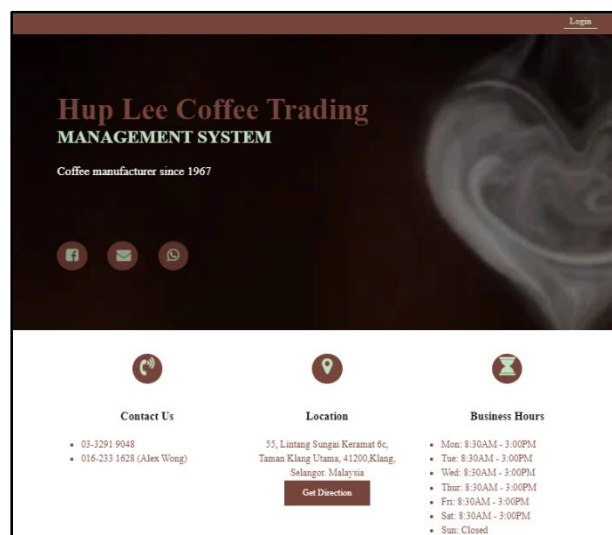 Login
Hup Lee Coffee Trading
MANAGEMENT SYSTEM
Coffee manufacturer since 1967
Contact Us
03-3291 9048
016-233 1628 (Alex Wong)
Location
55, Lintang Sungai Keramat 6c,
Taman Klang Utama, 41200,Klang,
Selangor. Malaysia
Get Direction
Business Hours
Mon: 8:30AM - 3:00PM
Tue: 8:30AM - 3:00PM
Wed: 8:30AM - 3:00PM
Thur: 8:30AM - 3:00PM
Fri: 8:30AM - 3:00PM
Sat: 8:30AM - 3:00PM
Sun: Closed